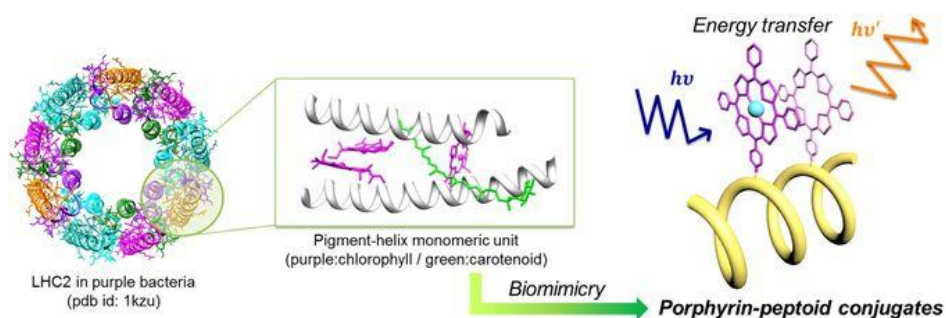 LHC2 in purple bacteria
(pdb id: 1kzu)
Pigment-helix monomeric unit
(purple:chlorophyll / green:carotenoid)
Energy transfer
hν
hν'
Biomimicry
Porphyrin-peptoid conjugates